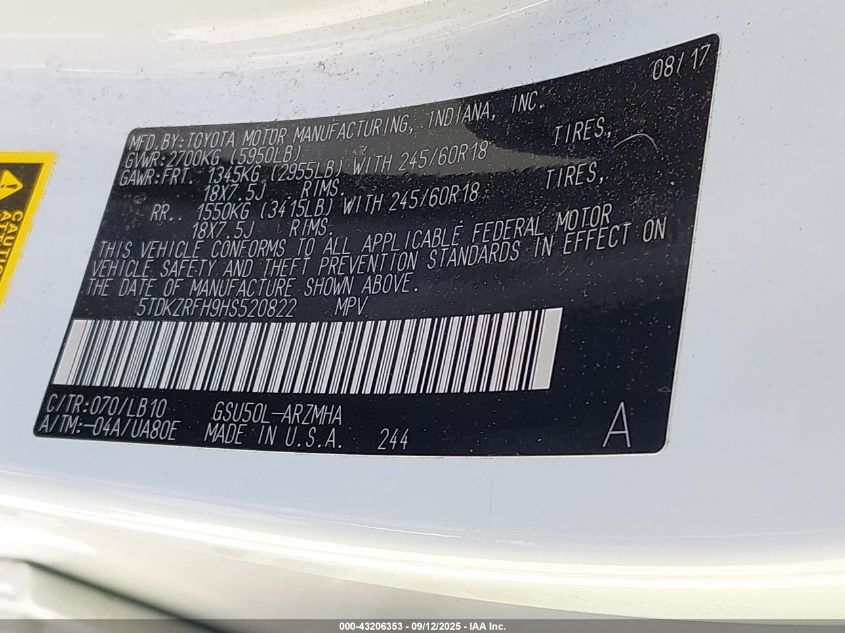 08/17
MFD. BY: TOYOTA MOTOR MANUFACTURING, INDIANA, INC.
GVWR: 2700KG (5950LB)
GAWR: FRT. 1345KG (2955LB) WITH 245/60R18 TIRES,
18X7.5J RIMS.
RR.. 1550KG (3415LB) WITH 245/60R18 TIRES,
18X7.5J RIMS.
THIS VEHICLE CONFORMS TO ALL APPLICABLE FEDERAL MOTOR
VEHICLE SAFETY AND THEFT PREVENTION STANDARDS IN EFFECT ON
THE DATE OF MANUFACTURE SHOWN ABOVE.
5TDKZRFH9HS520822 MPV
C/TR: 070/LB10 GSU50L-ARZMHA
A/TM: -04A/UA80E MADE IN U.S.A. 244 A
000-43206353 - 09/12/2025 - IAA Inc.